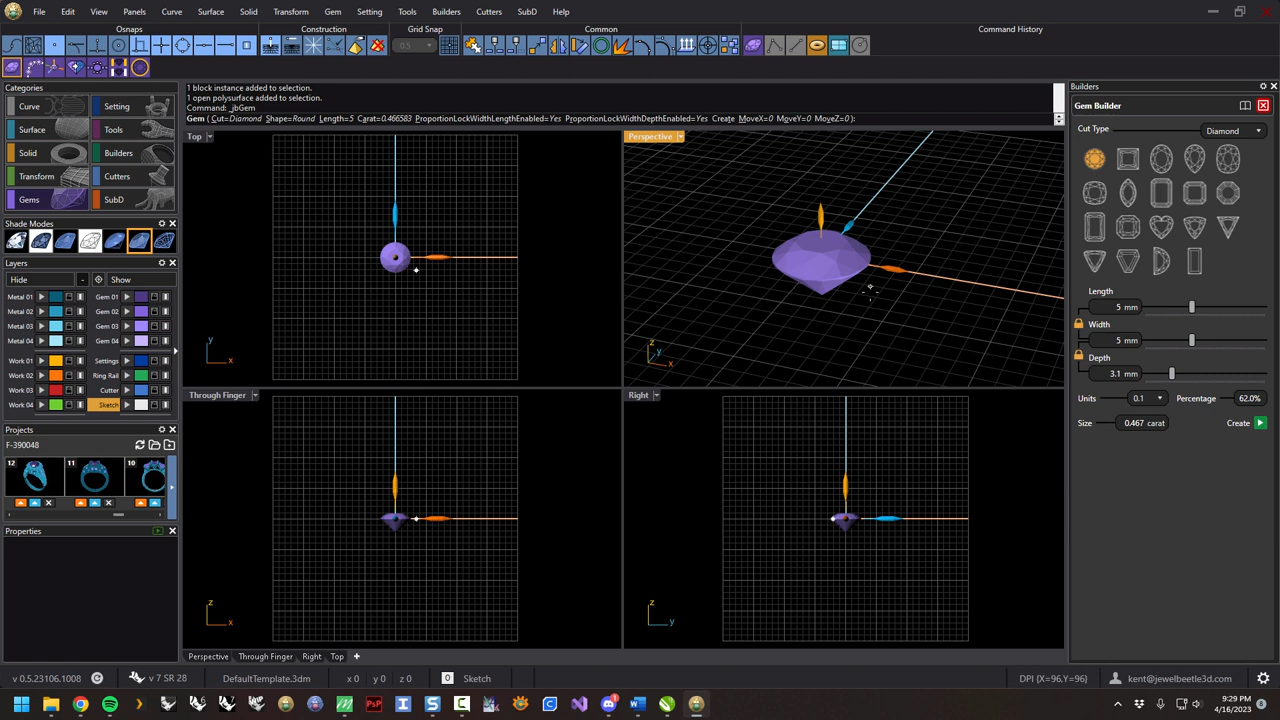 File Edit View Panels Curve Surface Solid Transform Gem Setting Tools Builders Cutters SubD Help
Osnaps Construction Grid Snap Common Command History
0.5
Categories
Curve Setting
Surface Tools
Solid Builders
Transform Cutters
Gems SubD
Shade Modes
Layers
Hide - Show
Metal 01 Gem 01
Metal 02 Gem 02
Metal 03 Gem 03
Metal 04 Gem 04
Work 01 Settings
Work 02 Ring Rail
Work 03 Cutter
Work 04 Sketch
Projects
F-390048
12 11 10
Properties
1 block instance added to selection.
1 open polysurface added to selection.
Command: _jbGem
Gem ( Cut=Diamond Shape=Round Length=5 Carat=0.466583 ProportionLockWidthLengthEnabled=Yes ProportionLockWidthDepthEnabled=Yes Create MoveX=0 MoveY=0 MoveZ=0 ):
Top
y
x
Perspective
z
y
x
Through Finger
z
x
Right
z
y
Perspective Through Finger Right Top
Builders
Gem Builder
Cut Type Diamond
Length
5 mm
Width
5 mm
Depth
3.1 mm
Units 0.1 Percentage 62.0%
Size 0.467 carat Create
v 0.5.23106.1008 v 7 SR 28 DefaultTemplate.3dm x 0 y 0 z 0 0 Sketch DPI (X=96,Y=96) kent@jewelbeetle3d.com
PsP
5:29 PM
4/16/2023